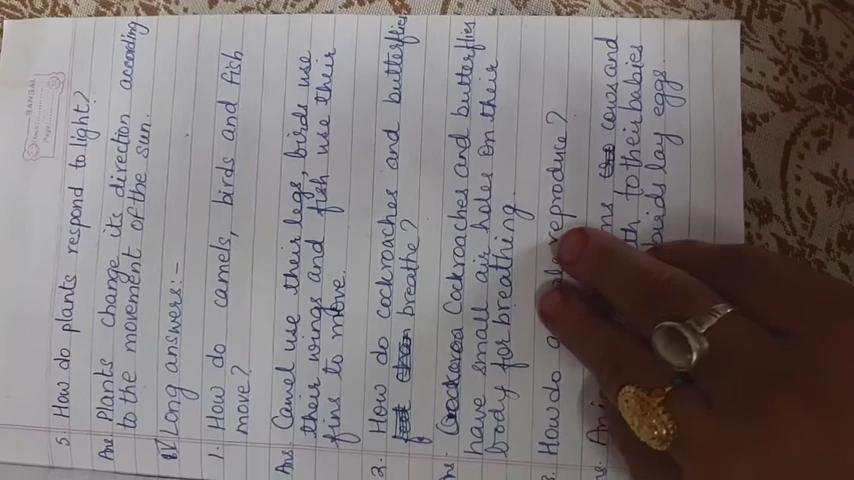 BANSAL
Page:
5. How do plants respond to light?
Ans. Plants change its direction according
to the movement of the sun.
IV Long answers:-
1. How do camels, birds and fish
move?
Ans. Camel use their legs, birds use
their wings and fish use their
fins to move.
2. How do cockroaches and butterflies
breathe?
Ans. Cockroaches and butterflies
have small air holes on their
body for breathing.
3. How do reproduce?
cows and
to their babies
birds lay eggs.